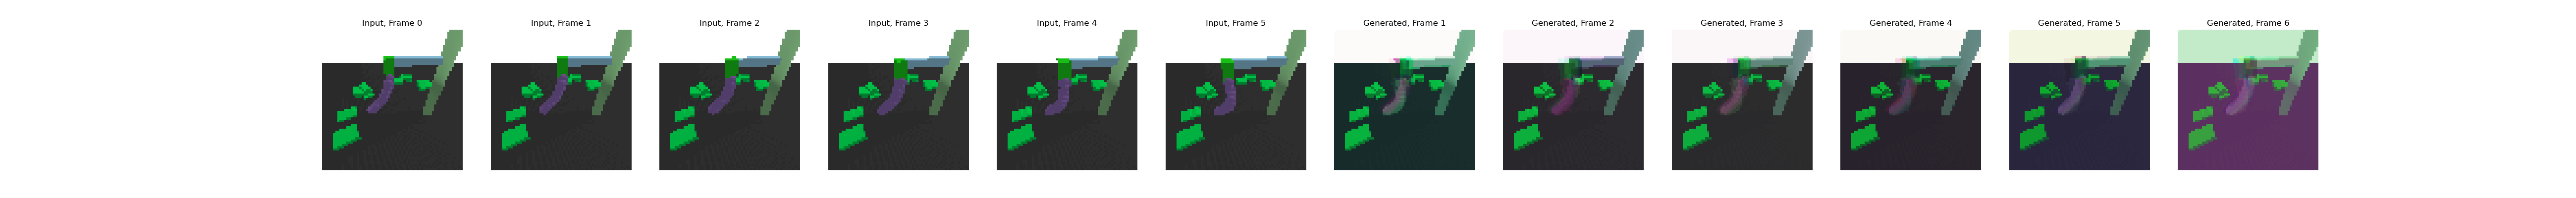 Input, Frame 0
Input, Frame 1
Input, Frame 2
Input, Frame 3
Input, Frame 4
Input, Frame 5
Generated, Frame 1
Generated, Frame 2
Generated, Frame 3
Generated, Frame 4
Generated, Frame 5
Generated, Frame 6